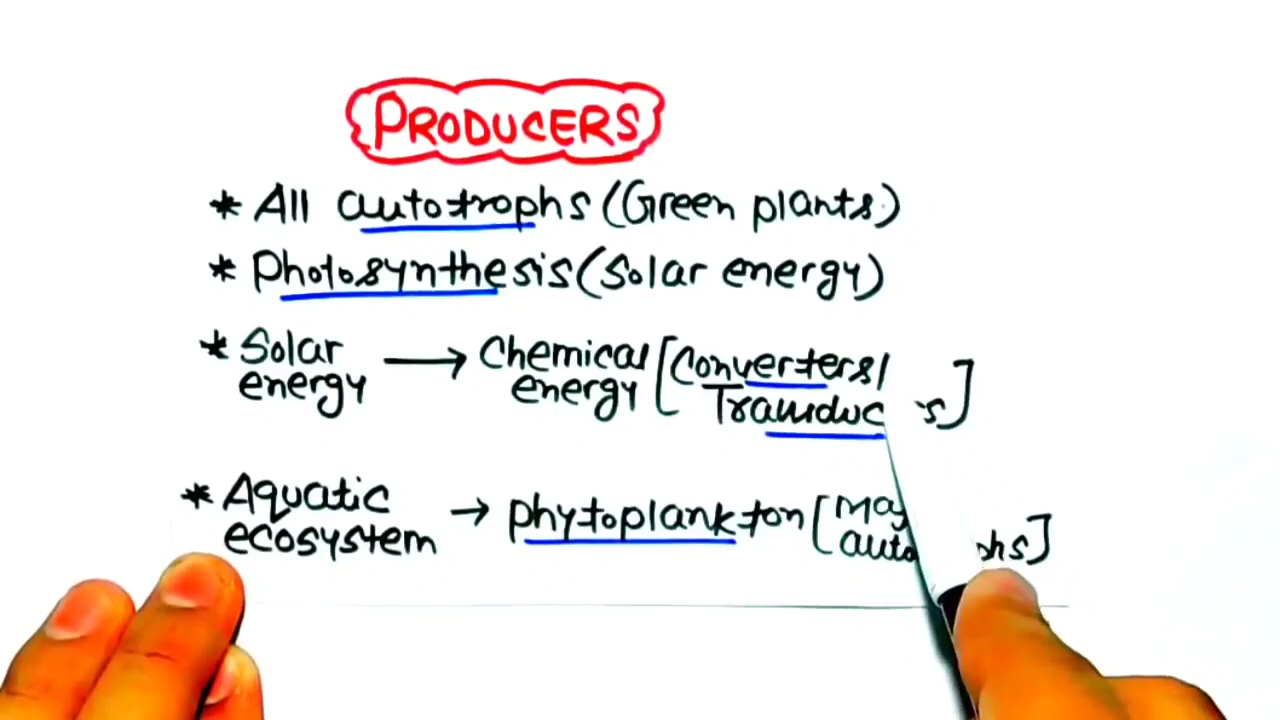 PRODUCERS
* All autotrophs (Green plants)
* Photosynthesis (Solar energy)
* Solar energy → Chemical energy [Converters/
* Aquatic ecosystem → phytoplankton [